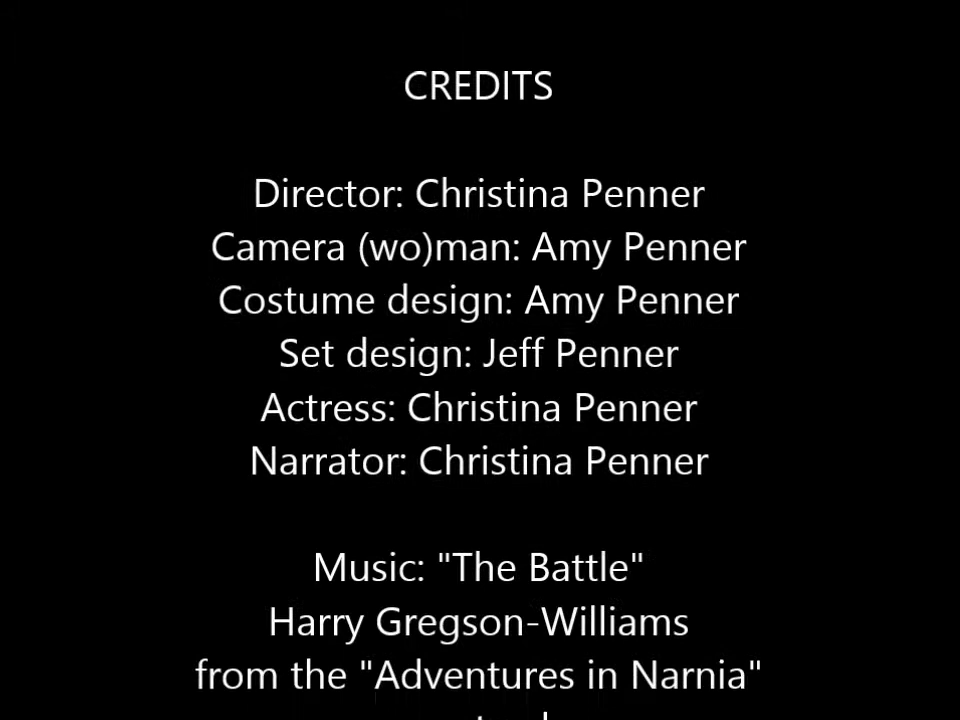 CREDITS
Director: Christina Penner
Camera (wo)man: Amy Penner
Costume design: Amy Penner
Set design: Jeff Penner
Actress: Christina Penner
Narrator: Christina Penner
Music: "The Battle"
Harry Gregson-Williams
from the "Adventures in Narnia"